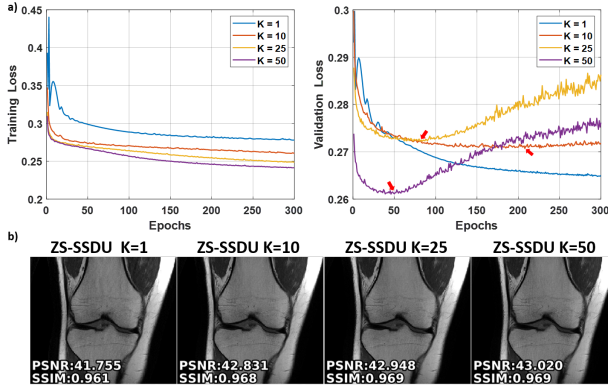 a)
0.45
0.4
0.35
0.3
0.25
0.2
Training Loss
0
50
100
150
200
250
300
Epochs
K = 1
K = 10
K = 25
K = 50
0.3
0.29
0.28
0.27
0.26
Validation Loss
0
50
100
150
200
250
300
Epochs
K = 1
K = 10
K = 25
K = 50
b)
ZS-SSDU K=1
ZS-SSDU K=10
ZS-SSDU K=25
ZS-SSDU K=50
PSNR:41.755
SSIM:0.961
PSNR:42.831
SSIM:0.968
PSNR:42.948
SSIM:0.969
PSNR:43.020
SSIM:0.969